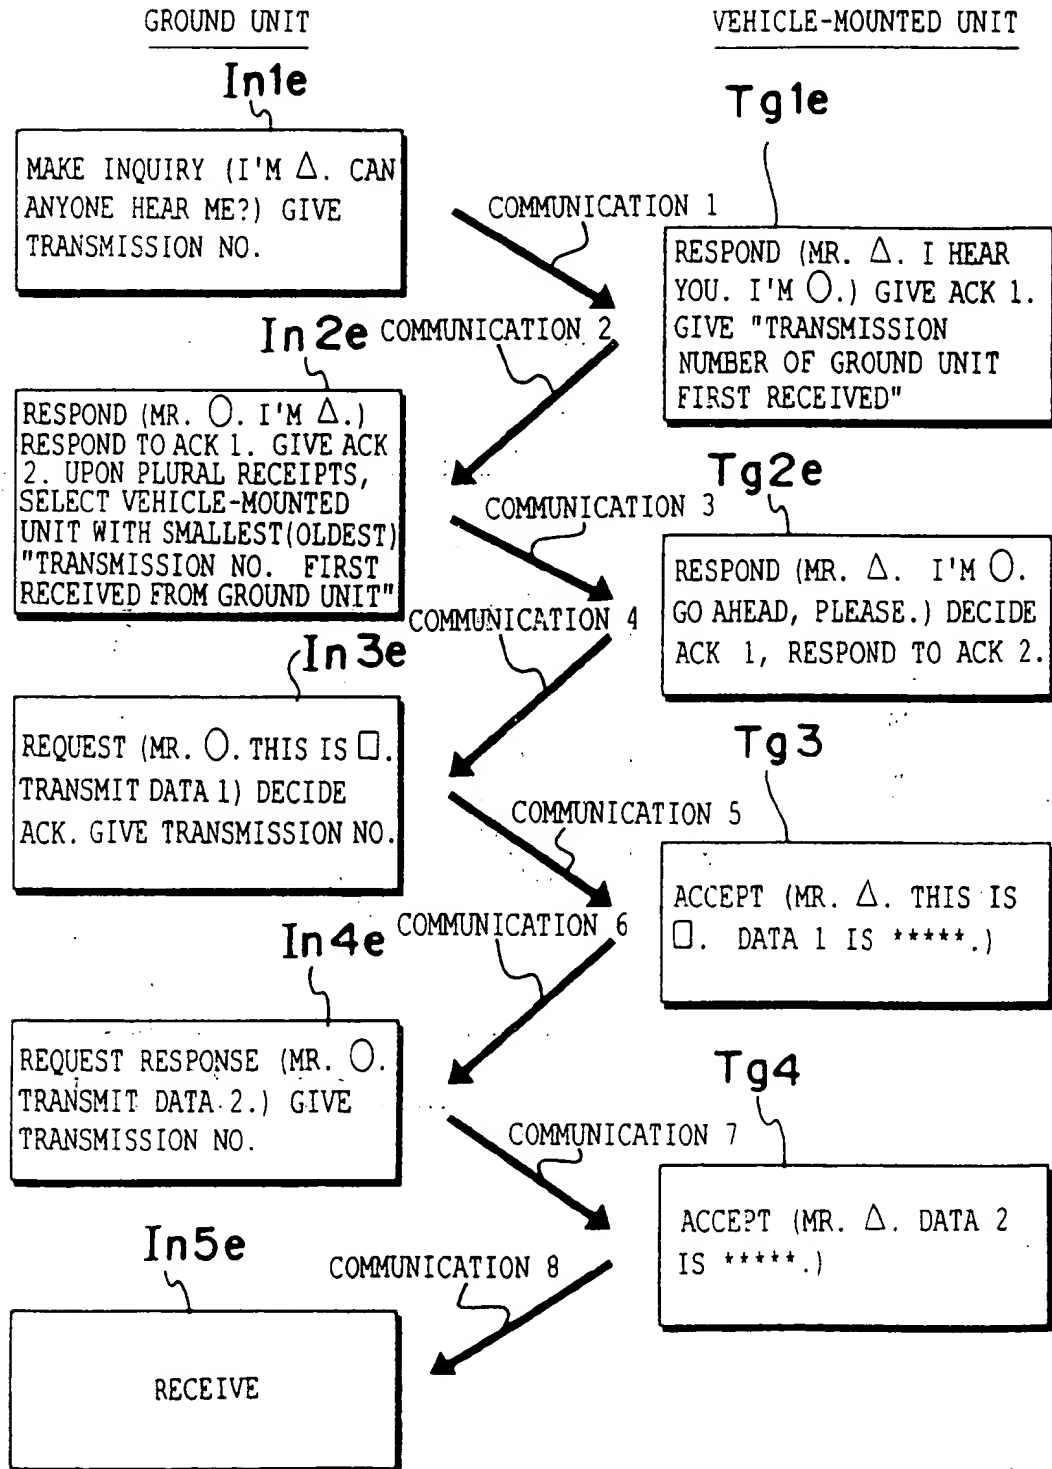 GROUND UNIT
VEHICLE-MOUNTED UNIT
In1e
MAKE INQUIRY (I'M △. CAN
ANYONE HEAR ME?) GIVE
TRANSMISSION NO.
Tg1e
COMMUNICATION 1
RESPOND (MR. △. I HEAR
YOU. I'M ○.) GIVE ACK 1.
GIVE "TRANSMISSION
NUMBER OF GROUND UNIT
FIRST RECEIVED"
COMMUNICATION 2
In2e
RESPOND (MR. ○. I'M △.)
RESPOND TO ACK 1. GIVE ACK
2. UPON PLURAL RECEIPTS,
SELECT VEHICLE-MOUNTED
UNIT WITH SMALLEST(OLDEST)
"TRANSMISSION NO. FIRST
RECEIVED FROM GROUND UNIT"
COMMUNICATION 3
Tg2e
RESPOND (MR. △. I'M ○.
GO AHEAD, PLEASE.) DECIDE
ACK 1, RESPOND TO ACK 2.
COMMUNICATION 4
In3e
REQUEST (MR. ○. THIS IS □.
TRANSMIT DATA 1) DECIDE
ACK. GIVE TRANSMISSION NO.
COMMUNICATION 5
Tg3
ACCEPT (MR. △. THIS IS
□. DATA 1 IS *****.)
COMMUNICATION 6
In4e
REQUEST RESPONSE (MR. ○.
TRANSMIT DATA 2.) GIVE
TRANSMISSION NO.
COMMUNICATION 7
Tg4
ACCEPT (MR. △. DATA 2
IS *****.)
COMMUNICATION 8
In5e
RECEIVE